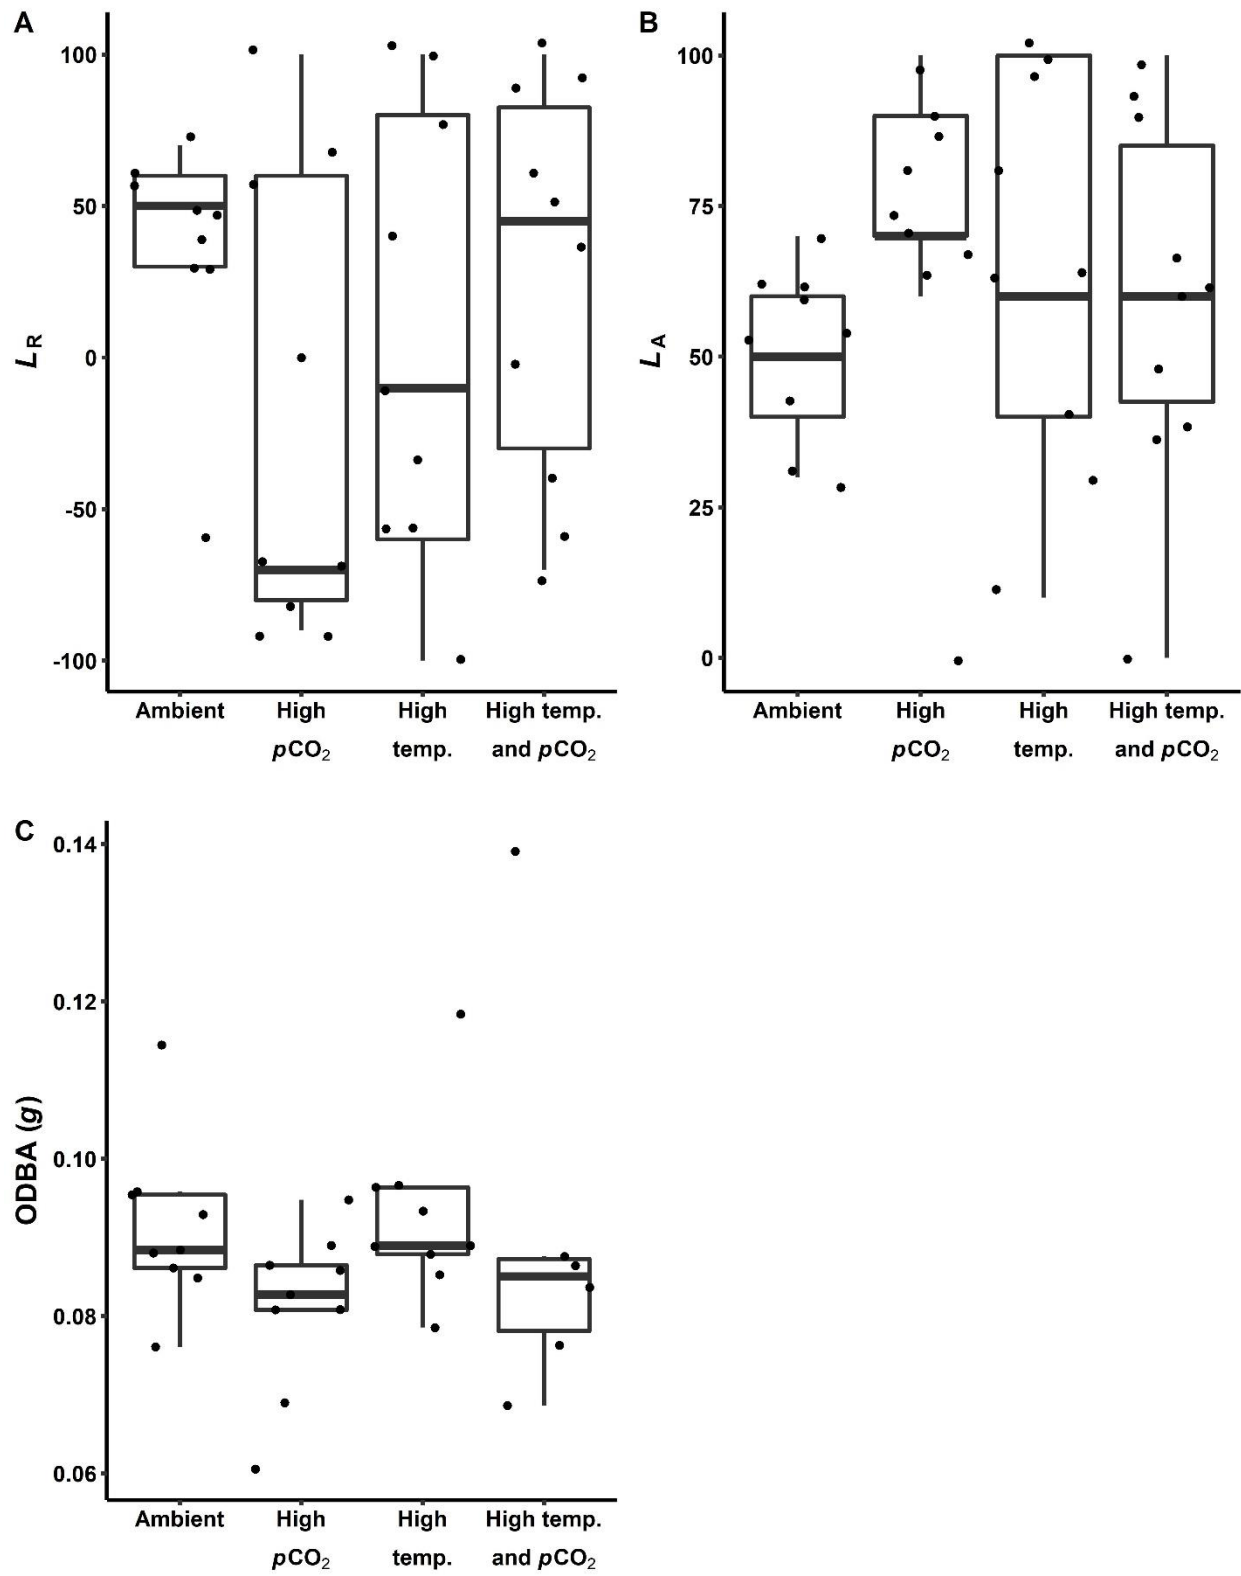 A
100
50
0
-50
-100
LR
Ambient
High
pCO2
High
temp.
High temp.
and pCO2
B
100
75
50
25
0
LA
Ambient
High
pCO2
High
temp.
High temp.
and pCO2
C
0.14
0.12
0.10
0.08
0.06
ODBA (g)
Ambient
High
pCO2
High
temp.
High temp.
and pCO2